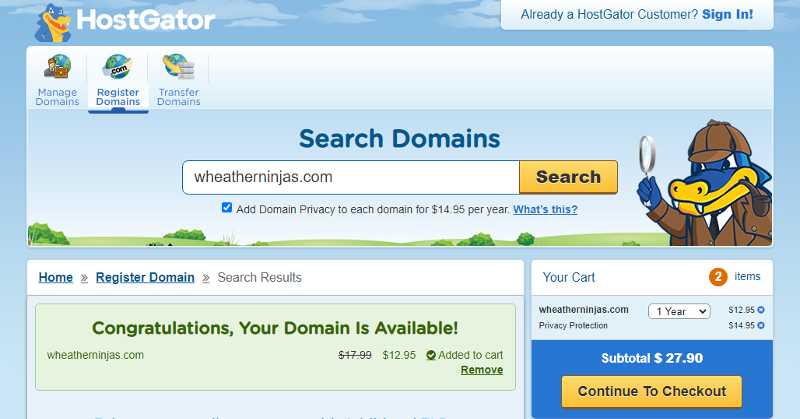 HostGator
Already a HostGator Customer? Sign In!
Manage Domains
.com
Register Domains
Transfer Domains
Search Domains
wheatherninjas.com
Search
Add Domain Privacy to each domain for $14.95 per year. What's this?
Home » Register Domain » Search Results
Congratulations, Your Domain Is Available!
wheatherninjas.com $17.99 $12.95 Added to cart
Remove
Your Cart 2 items
wheatherninjas.com 1 Year $12.95
Privacy Protection $14.95
Subtotal $ 27.90
Continue To Checkout